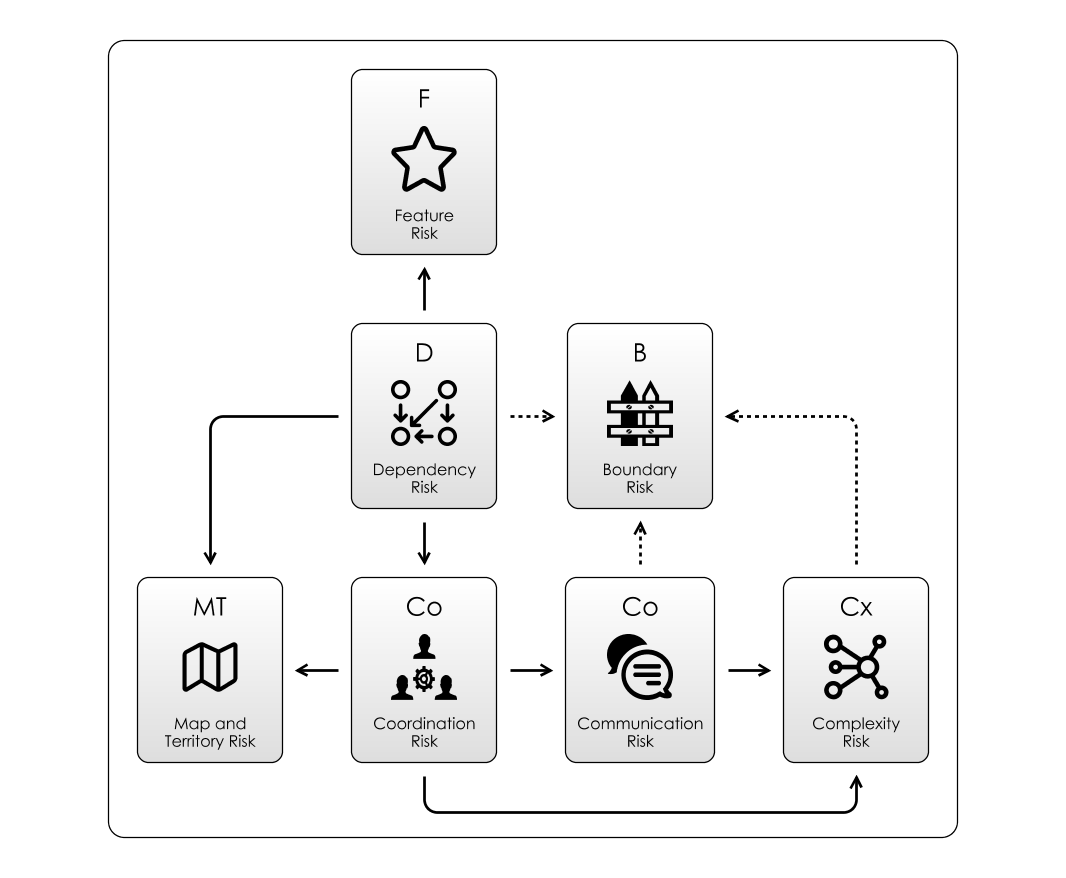 F
Feature
Risk
D
Dependency
Risk
B
Boundary
Risk
MT
Map and
Territory Risk
Co
Coordination
Risk
Co
Communication
Risk
Cx
Complexity
Risk